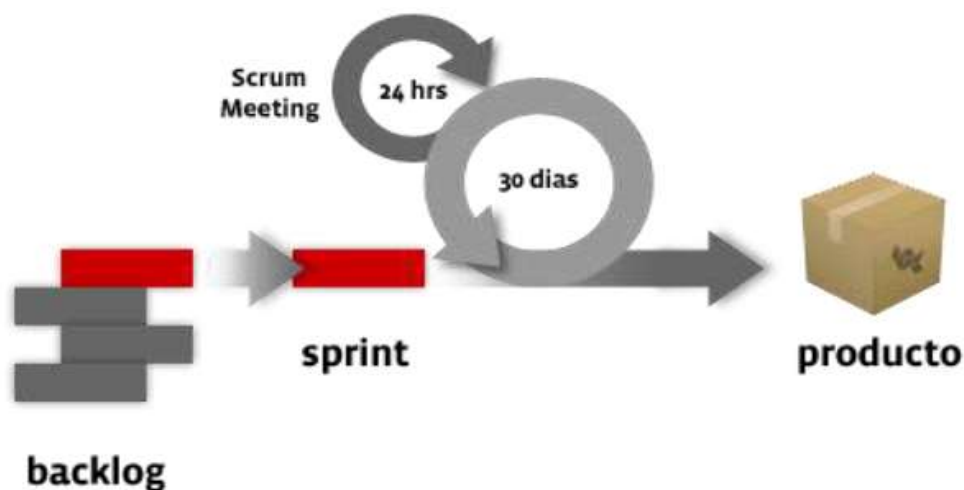 Scrum
Meeting
24 hrs
30 dias
sprint
producto
backlog